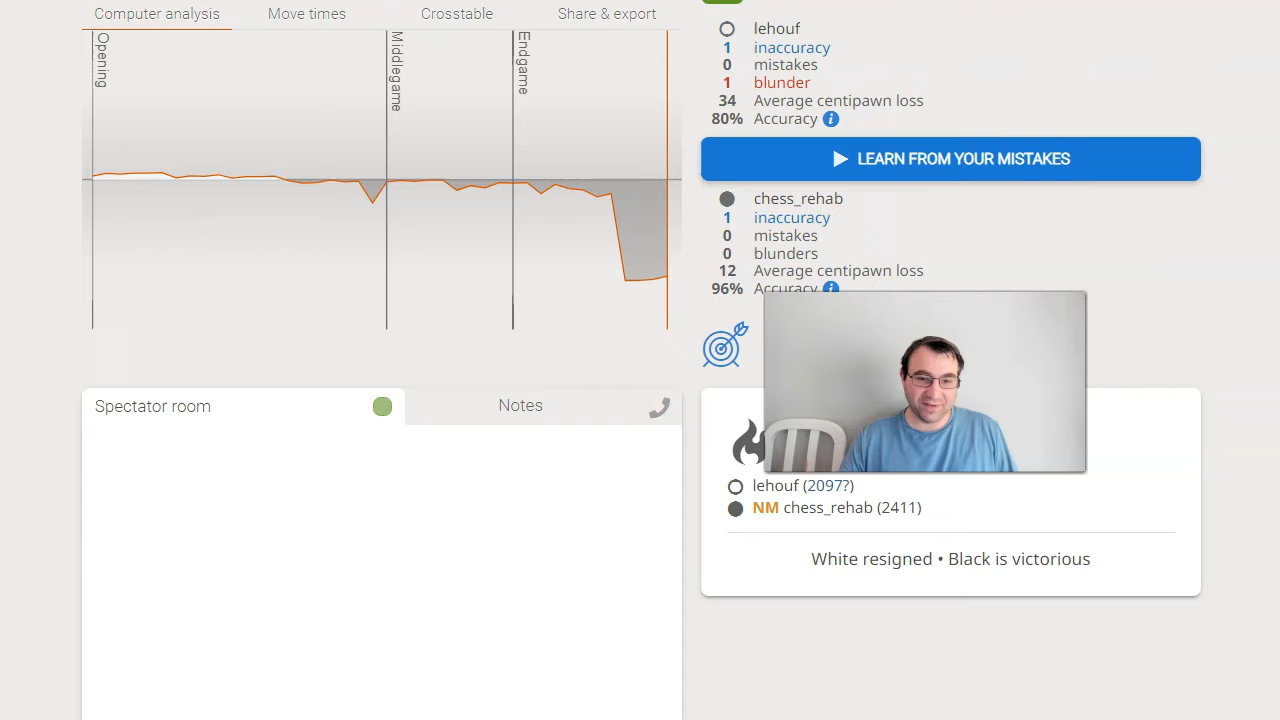 Computer analysis
Move times
Crosstable
Share & export
Opening
Middlegame
Endgame
lehouf
1 inaccuracy
0 mistakes
1 blunder
34 Average centipawn loss
80% Accuracy i
LEARN FROM YOUR MISTAKES
chess_rehab
1 inaccuracy
0 mistakes
0 blunders
12 Average centipawn loss
96% Accuracy i
Spectator room
Notes
lehouf (2097?)
NM chess_rehab (2411)
White resigned • Black is victorious